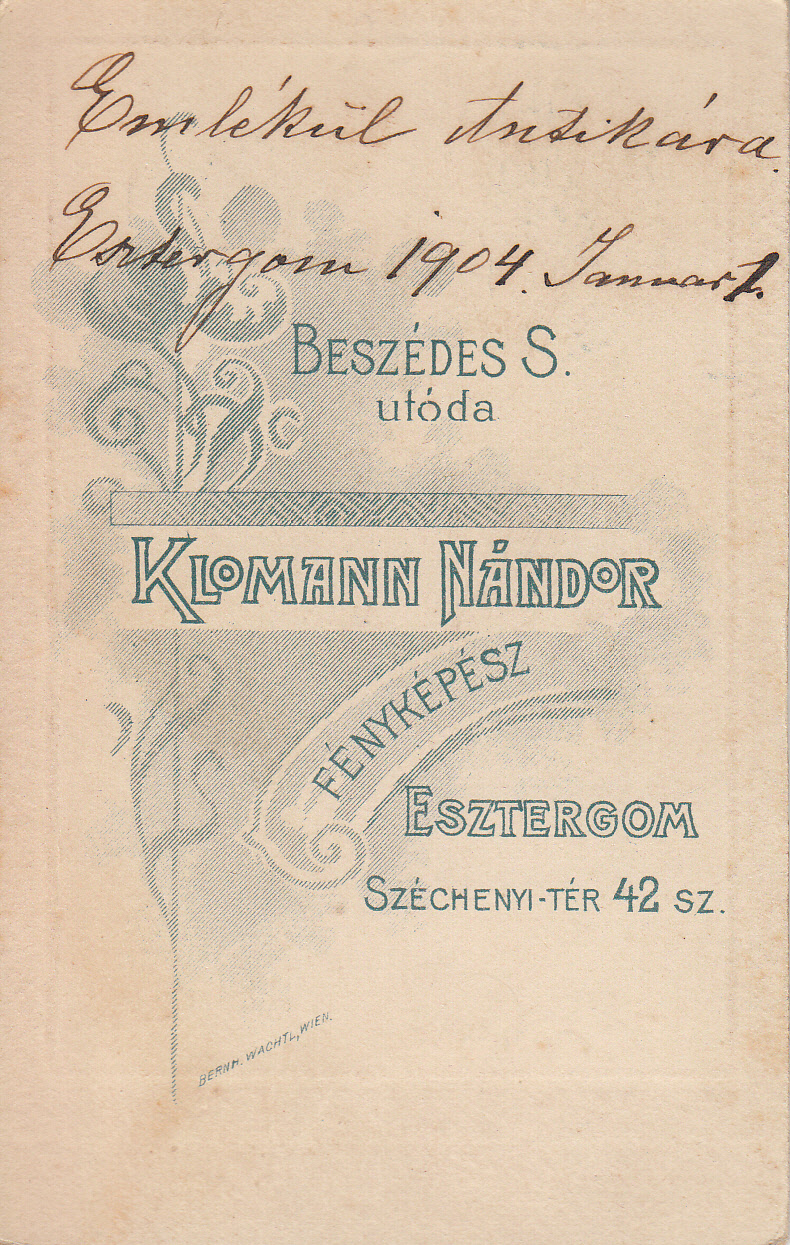 Emlékül Antikára.
Esztergom 1904. Januar 1.
BESZÉDES S.
utóda
KLOMANN NÁNDOR
FÉNYKÉPÉSZ
ESZTERGOM
SZÉCHENYI-TÉR 42 SZ.
BERNH. WACHTL, WIEN.